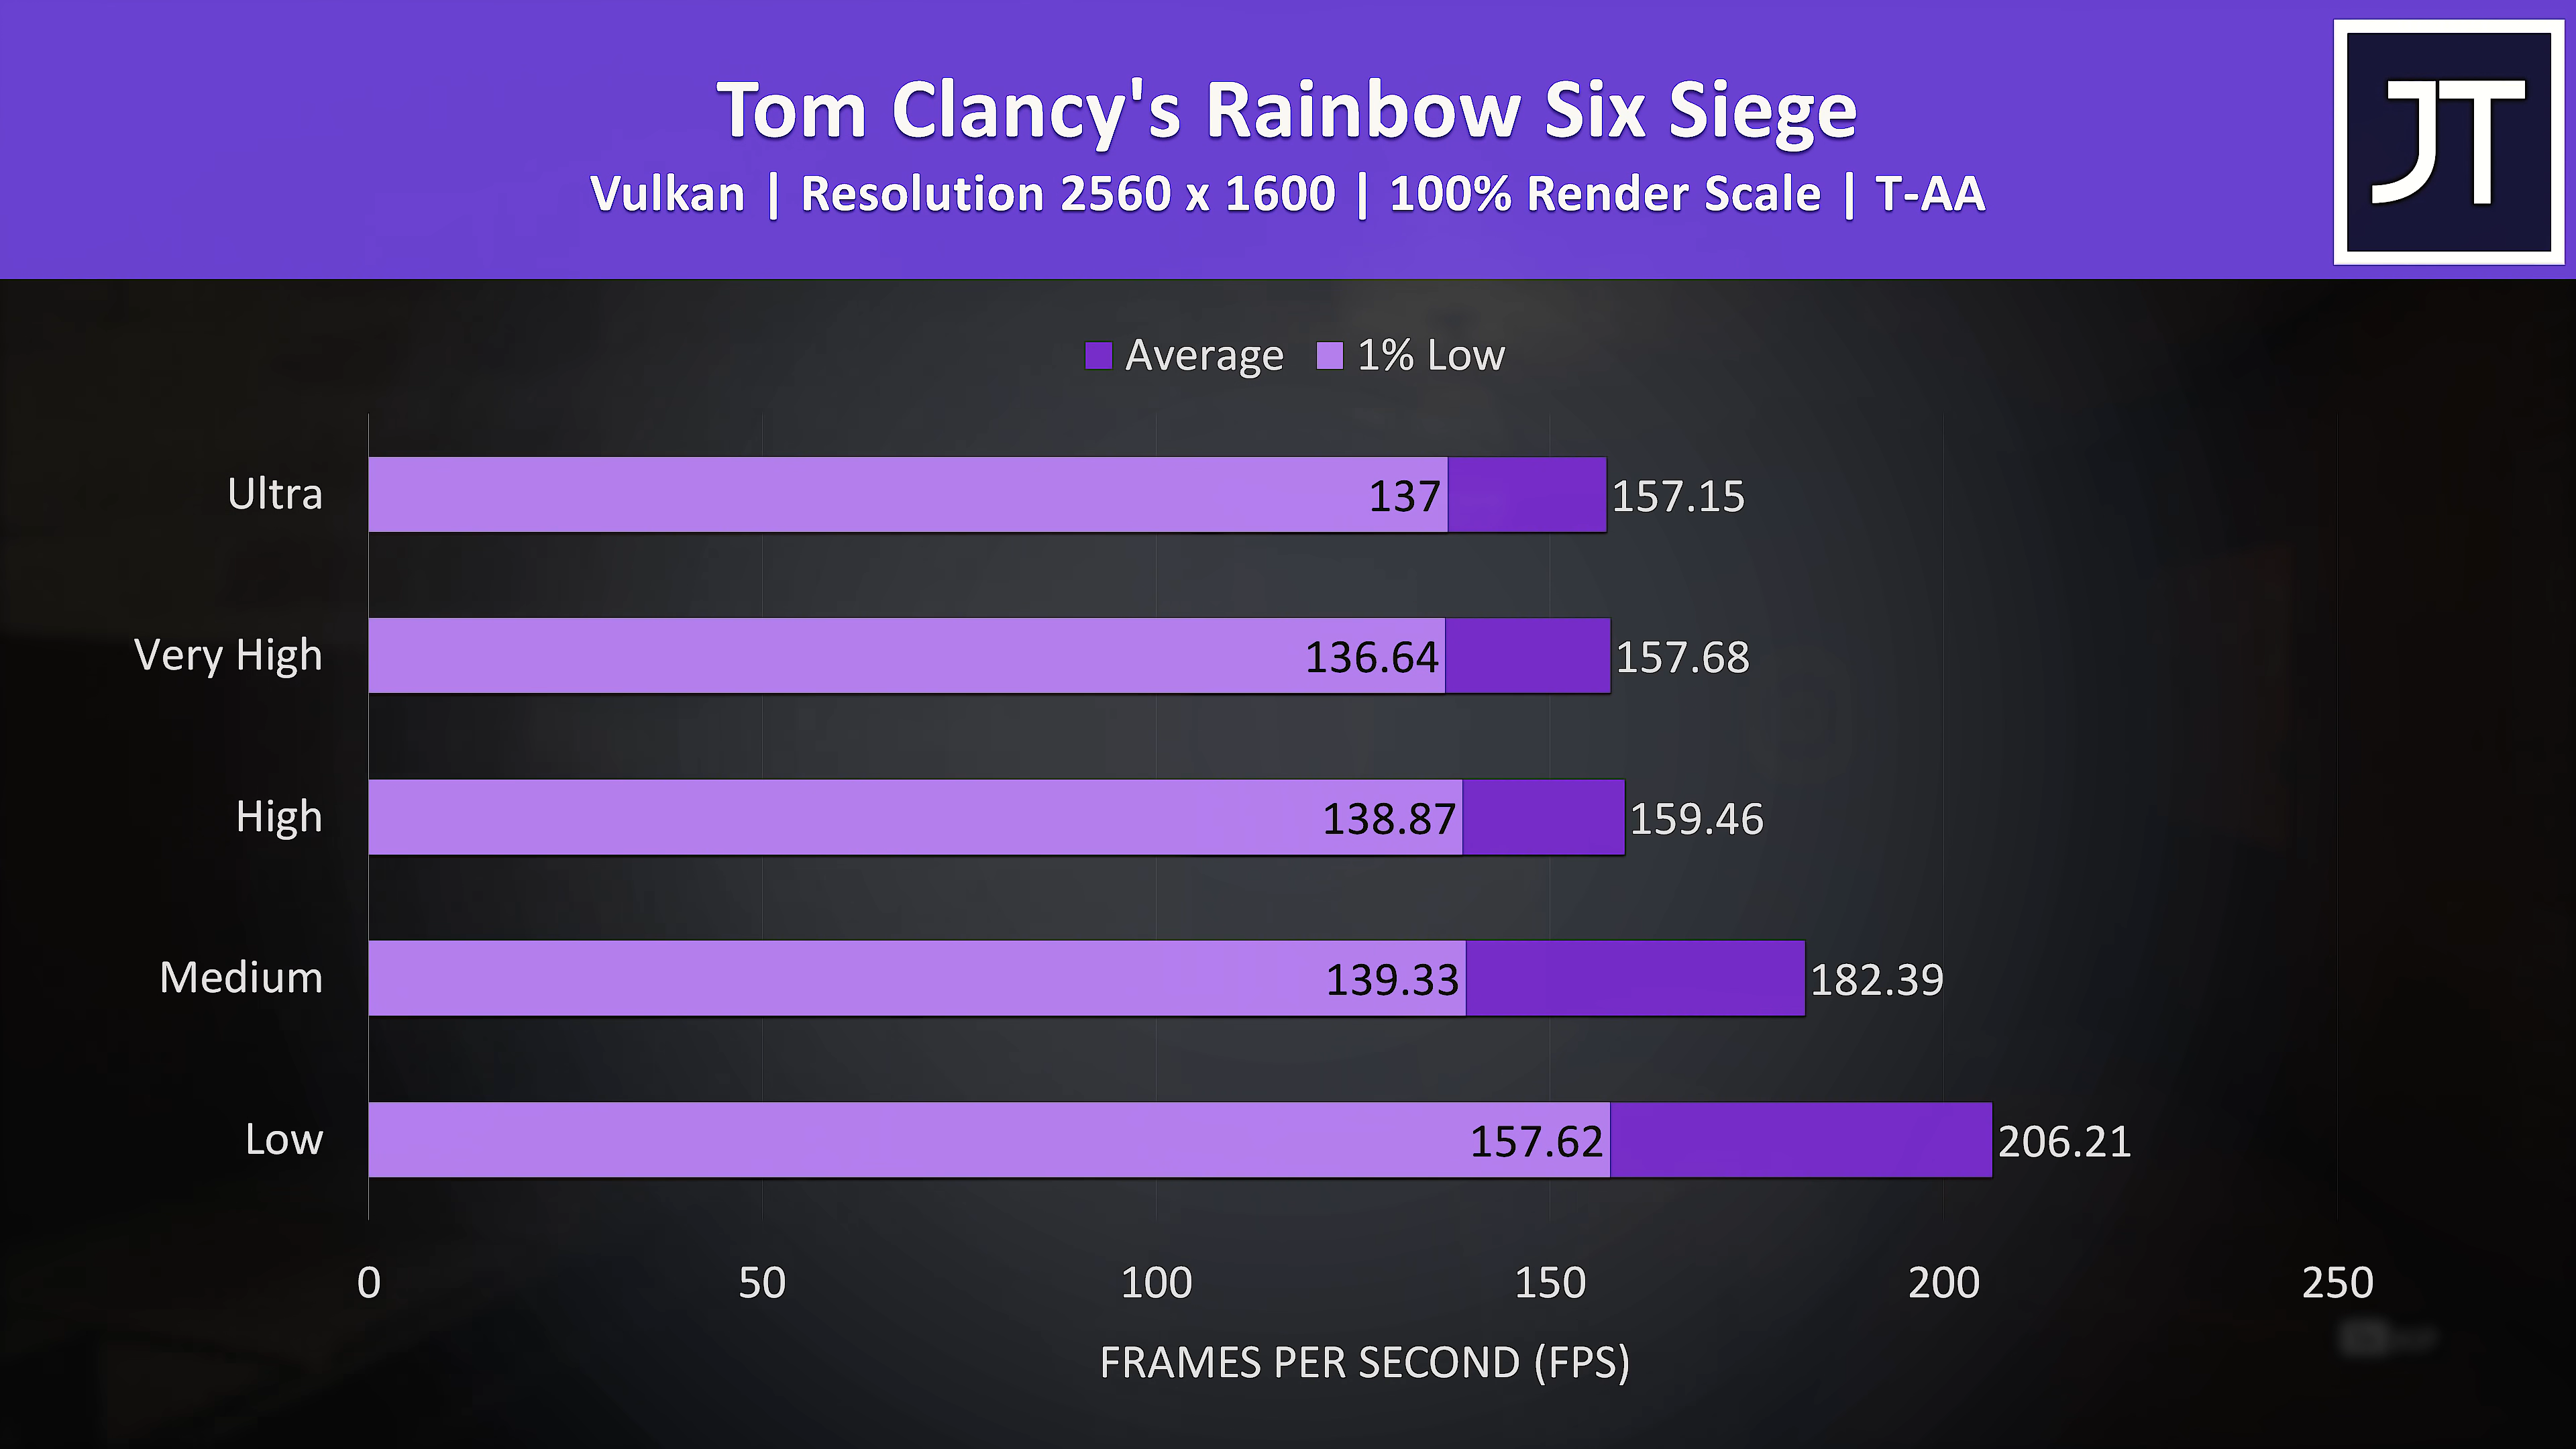 Tom Clancy's Rainbow Six Siege
Vulkan | Resolution 2560 x 1600 | 100% Render Scale | T-AA
JT
Average 1% Low
Ultra 137 157.15
Very High 136.64 157.68
High 138.87 159.46
Medium 139.33 182.39
Low 157.62 206.21
0 50 100 150 200 250
FRAMES PER SECOND (FPS)